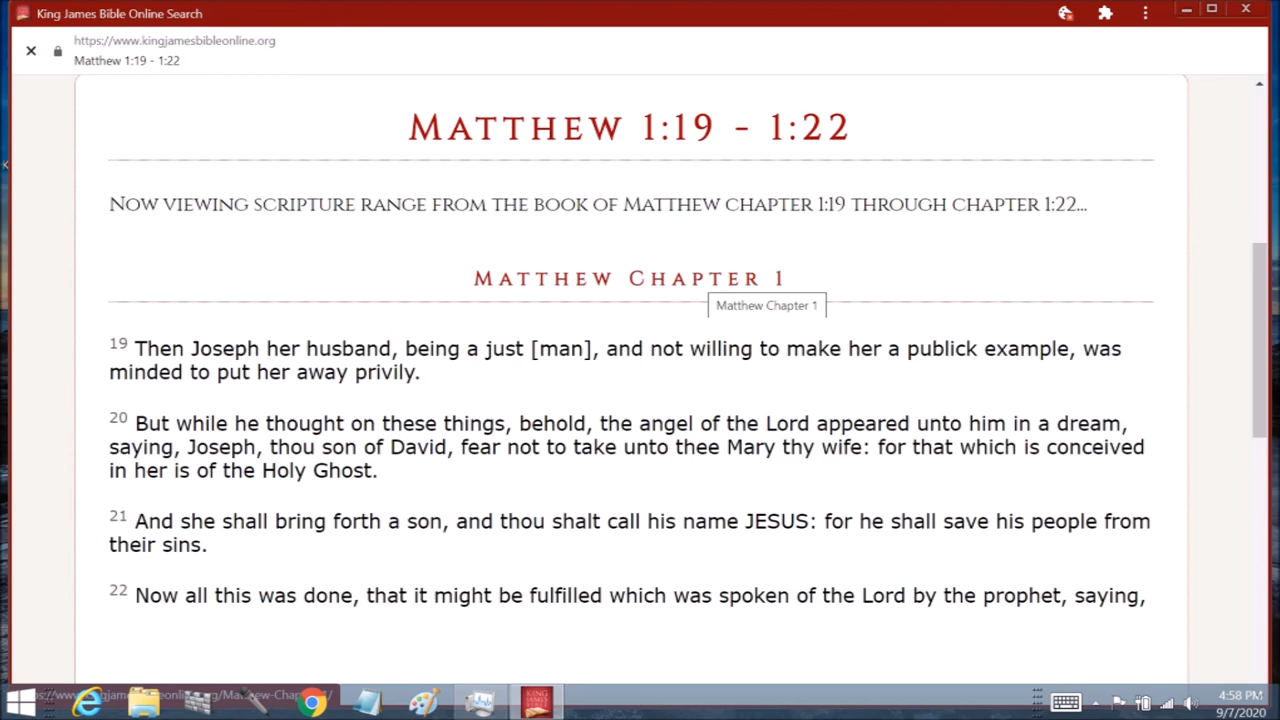 King James Bible Online Search
https://www.kingjamesbibleonline.org
Matthew 1:19 - 1:22
Matthew 1:19 - 1:22
Now viewing scripture range from the book of Matthew chapter 1:19 through chapter 1:22...
Matthew Chapter 1
Matthew Chapter 1
19 Then Joseph her husband, being a just [man], and not willing to make her a publick example, was
minded to put her away privily.
20 But while he thought on these things, behold, the angel of the Lord appeared unto him in a dream,
saying, Joseph, thou son of David, fear not to take unto thee Mary thy wife: for that which is conceived
in her is of the Holy Ghost.
21 And she shall bring forth a son, and thou shalt call his name JESUS: for he shall save his people from
their sins.
22 Now all this was done, that it might be fulfilled which was spoken of the Lord by the prophet, saying,
KING JAMES BIBLE
4:58 PM
9/7/2020